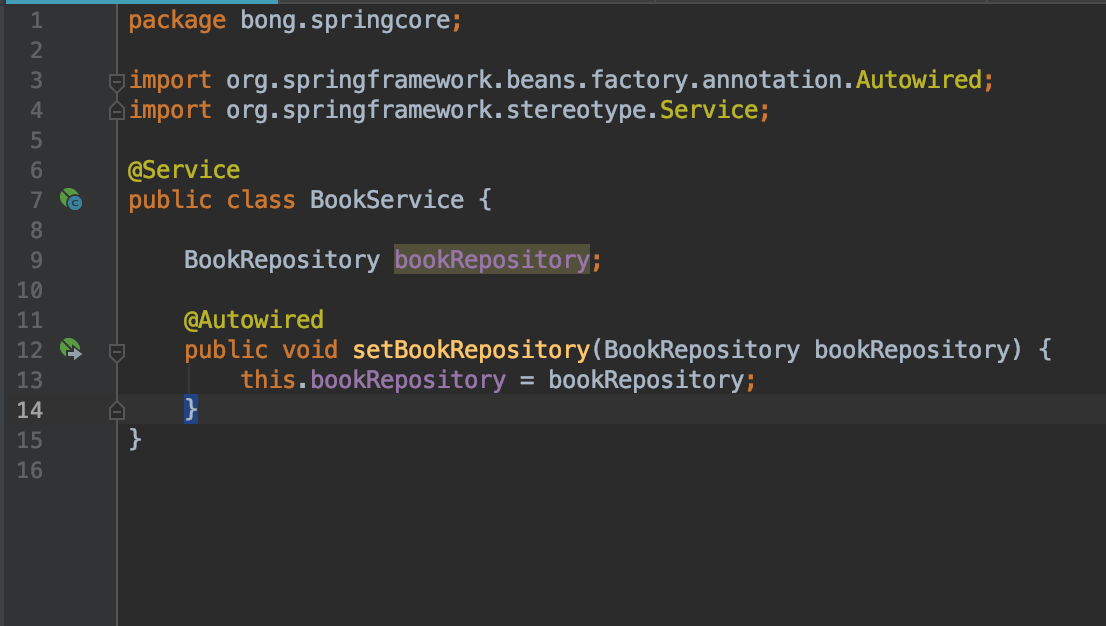 1 package bong.springcore;
2
3 import org.springframework.beans.factory.annotation.Autowired;
4 import org.springframework.stereotype.Service;
5
6 @Service
7 public class BookService {
8
9     BookRepository bookRepository;
10
11     @Autowired
12     public void setBookRepository(BookRepository bookRepository) {
13         this.bookRepository = bookRepository;
14     }
15 }
16